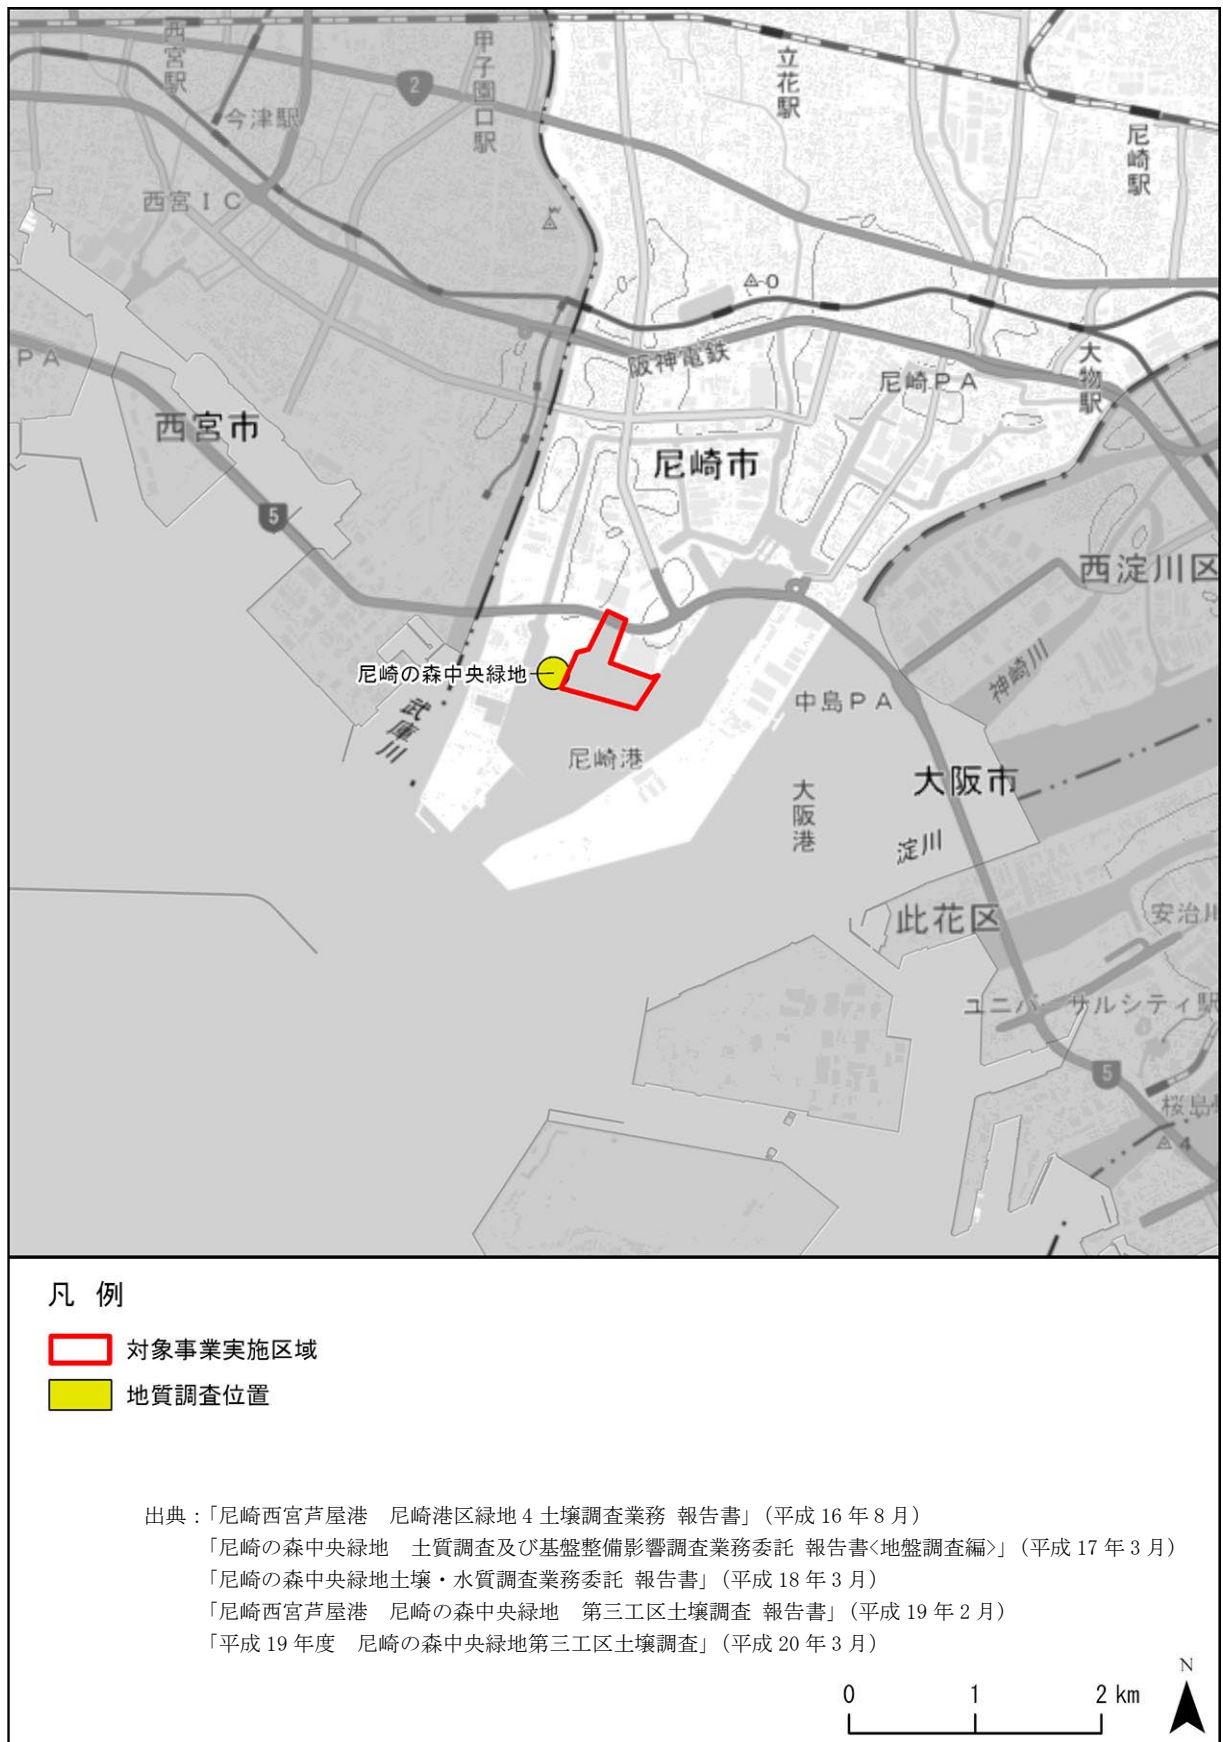 西宮駅
甲子園口駅
立花駅
尼崎駅
2
今津駅
西宮IC
0
阪神電鉄
PA
尼崎PA
大物駅
西宮市
尼崎市
5
西淀川区
尼崎の森中央緑地
武庫川
中島PA
神崎川
尼崎港
大阪港
大阪市
淀川
此花区
安治川
ユニバーサルシティ駅
5
桜島
4
凡 例
対象事業実施区域
地質調査位置
出典：「尼崎西宮芦屋港　尼崎港区緑地4土壌調査業務 報告書」（平成16年8月）
「尼崎の森中央緑地　土質調査及び基盤整備影響調査業務委託 報告書<地盤調査編>」（平成17年3月）
「尼崎の森中央緑地土壌・水質調査業務委託 報告書」（平成18年3月）
「尼崎西宮芦屋港　尼崎の森中央緑地　第三工区土壌調査 報告書」（平成19年2月）
「平成19年度　尼崎の森中央緑地第三工区土壌調査」（平成20年3月）
N
0 1 2 km